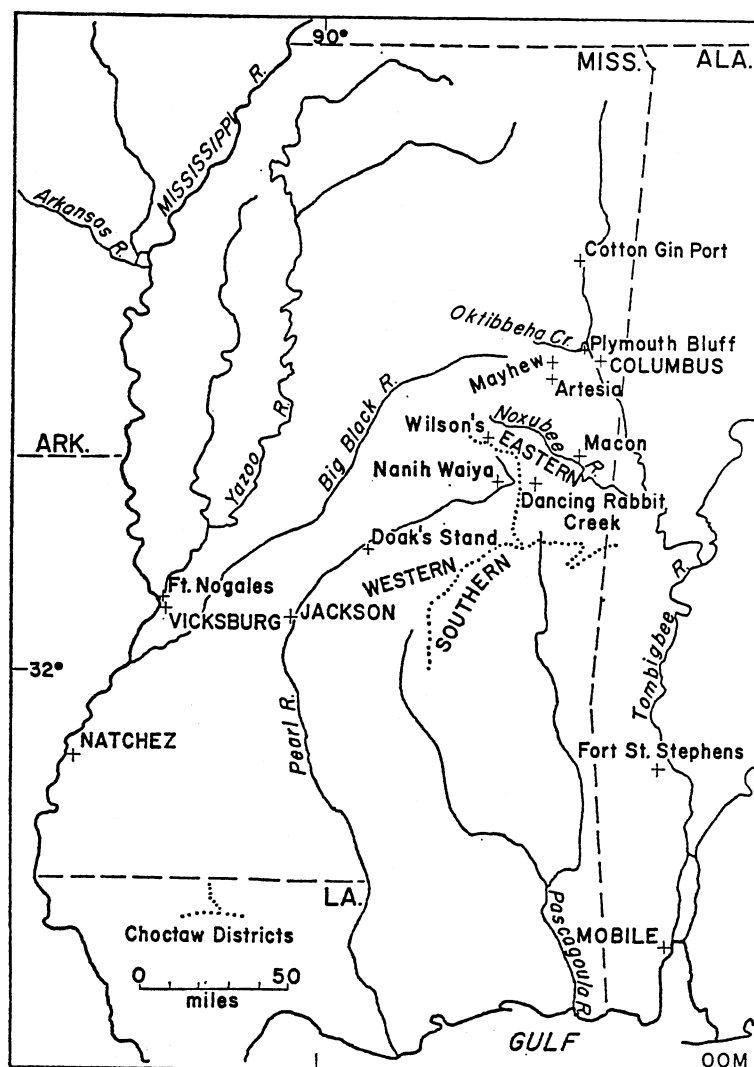 90°
MISS.
ALA.
MISSISSIPPI R.
Arkansas R.
Cotton Gin Port
Oktibbeha Cr.
Plymouth Bluff
COLUMBUS
Mayhew
Artesia
Big Black R.
Noxubee R.
Wilson's
EASTERN
Macon
ARK.
Yazoo R.
Nanih Waiya
Dancing Rabbit
Creek
Doak's Stand
WESTERN
SOUTHERN
Ft. Nogales
VICKSBURG
JACKSON
32°
Tombigbee R.
Pearl R.
NATCHEZ
Fort St. Stephens
LA.
Choctaw Districts
0 50
miles
Pascagoula R.
MOBILE
GULF
OOM